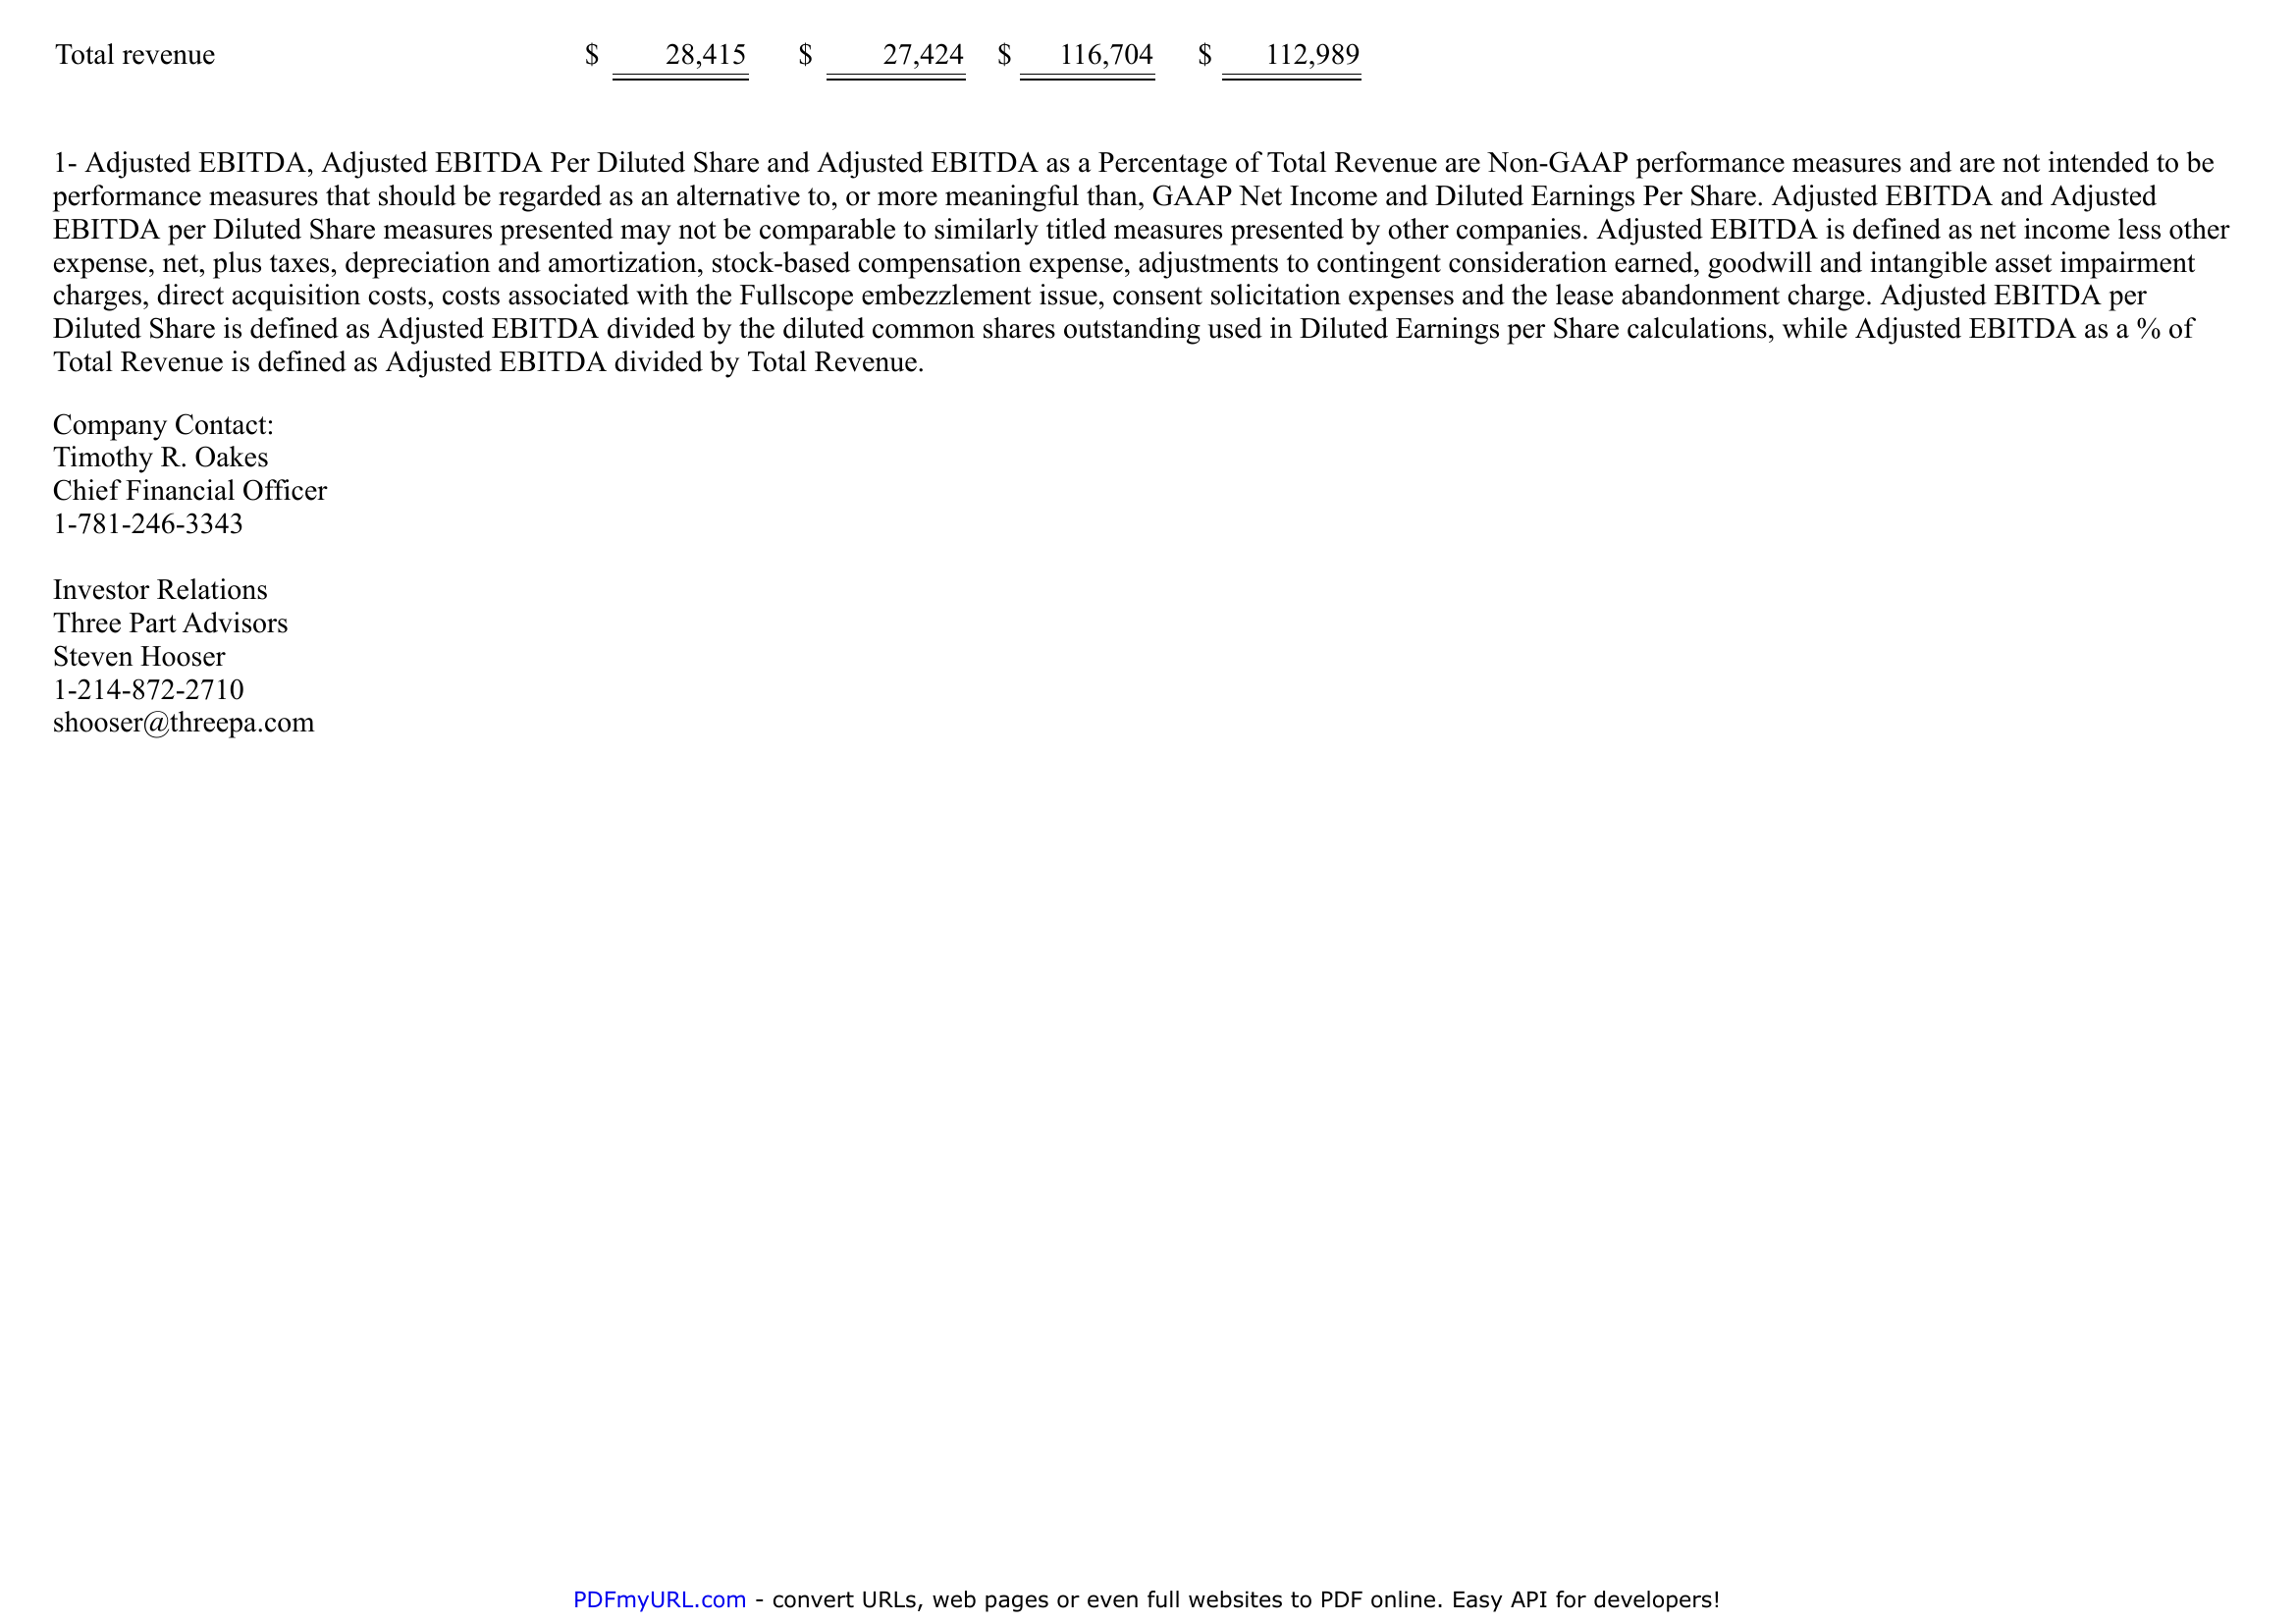 Total revenue $ 28,415 $ 27,424 $ 116,704 $ 112,989
1- Adjusted EBITDA, Adjusted EBITDA Per Diluted Share and Adjusted EBITDA as a Percentage of Total Revenue are Non-GAAP performance measures and are not intended to be
performance measures that should be regarded as an alternative to, or more meaningful than, GAAP Net Income and Diluted Earnings Per Share. Adjusted EBITDA and Adjusted
EBITDA per Diluted Share measures presented may not be comparable to similarly titled measures presented by other companies. Adjusted EBITDA is defined as net income less other
expense, net, plus taxes, depreciation and amortization, stock-based compensation expense, adjustments to contingent consideration earned, goodwill and intangible asset impairment
charges, direct acquisition costs, costs associated with the Fullscope embezzlement issue, consent solicitation expenses and the lease abandonment charge. Adjusted EBITDA per
Diluted Share is defined as Adjusted EBITDA divided by the diluted common shares outstanding used in Diluted Earnings per Share calculations, while Adjusted EBITDA as a % of
Total Revenue is defined as Adjusted EBITDA divided by Total Revenue.
Company Contact:
Timothy R. Oakes
Chief Financial Officer
1-781-246-3343
Investor Relations
Three Part Advisors
Steven Hooser
1-214-872-2710
shooser@threepa.com
PDFmyURL.com - convert URLs, web pages or even full websites to PDF online. Easy API for developers!